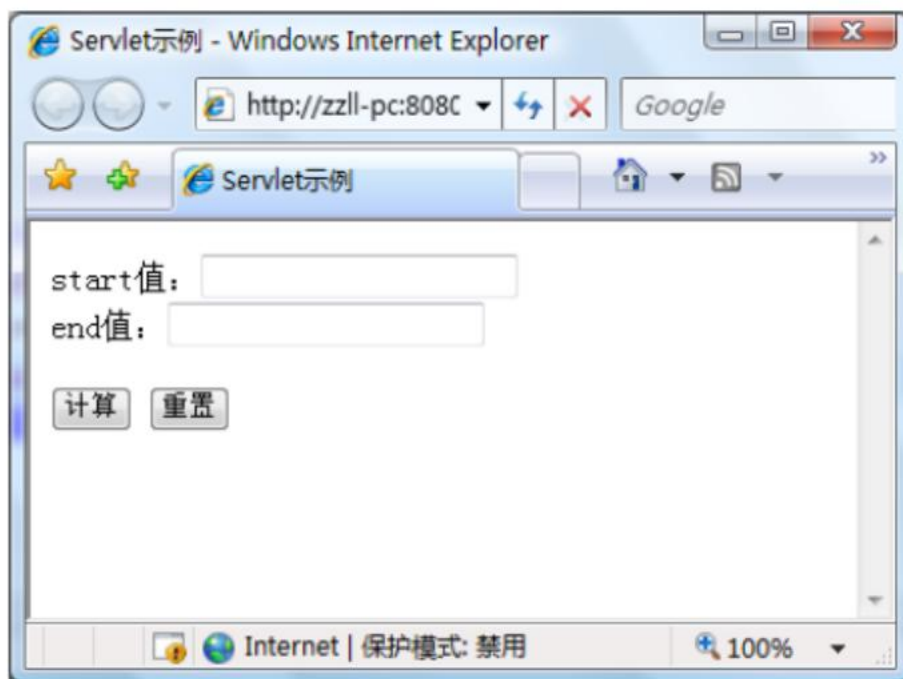 Servlet示例 - Windows Internet Explorer
http://zzll-pc:8080
Google
Servlet示例
start值：
end值：
计算 重置
Internet | 保护模式: 禁用
100%